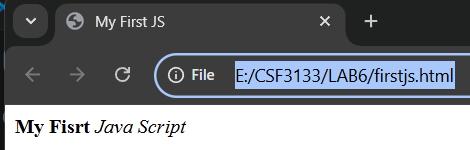 My First JS
File E:/CSF3133/LAB6/firstjs.html
My Fisrt Java Script